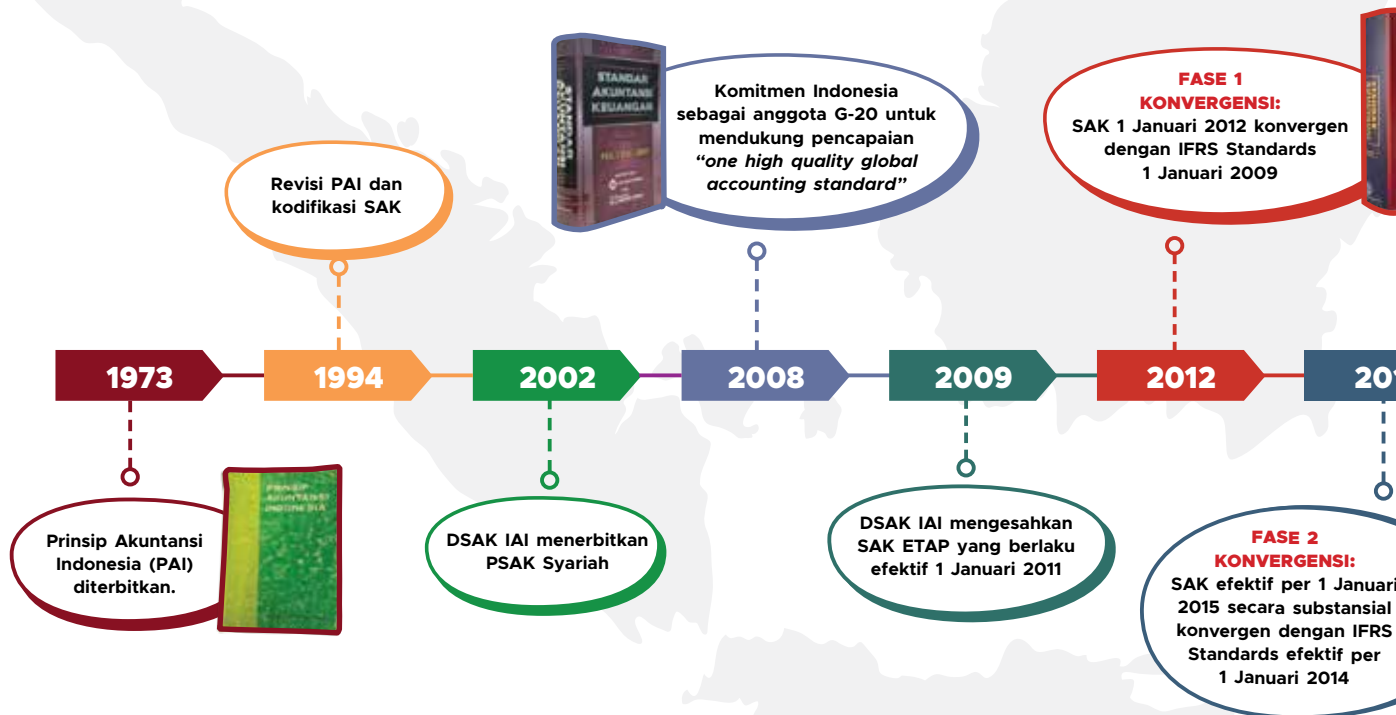 STANDAR
AKUNTANSI
KEUANGAN
Komitmen Indonesia
sebagai anggota G-20 untuk
mendukung pencapaian
“one high quality global
accounting standard”
FASE 1
KONVERGENSI:
SAK 1 Januari 2012 konvergen
dengan IFRS Standards
1 Januari 2009
Revisi PAI dan
kodifikasi SAK
1973
1994
2002
2008
2009
2012
Prinsip Akuntansi
Indonesia (PAI)
diterbitkan.
PRINSIP
AKUNTANSI
INDONESIA
DSAK IAI menerbitkan
PSAK Syariah
DSAK IAI mengesahkan
SAK ETAP yang berlaku
efektif 1 Januari 2011
FASE 2
KONVERGENSI:
SAK efektif per 1 Januari
2015 secara substansial
konvergen dengan IFRS
Standards efektif per
1 Januari 2014